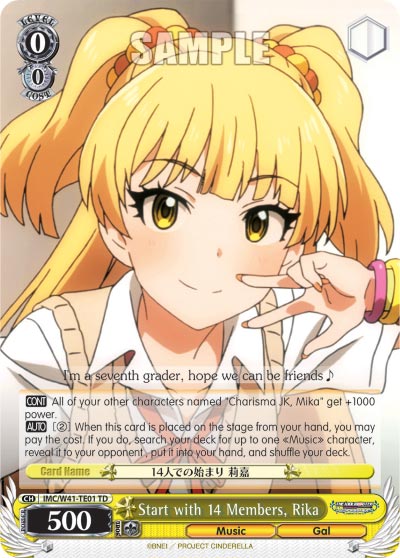 LEVEL
0
SAMPLE
0
COST
I'm a seventh grader, hope we can be friends♪
CONT All of your other characters named "Charisma JK, Mika" get +1000
power.
AUTO [②] When this card is placed on the stage from your hand, you may
pay the cost. If you do, search your deck for up to one «Music» character,
reveal it to your opponent, put it into your hand, and shuffle your deck.
Card Name
14人での始まり 莉嘉
CH IMC/W41-TE01 TD
500
Start with 14 Members, Rika
Music
Gal
©BNEI / PROJECT CINDERELLA